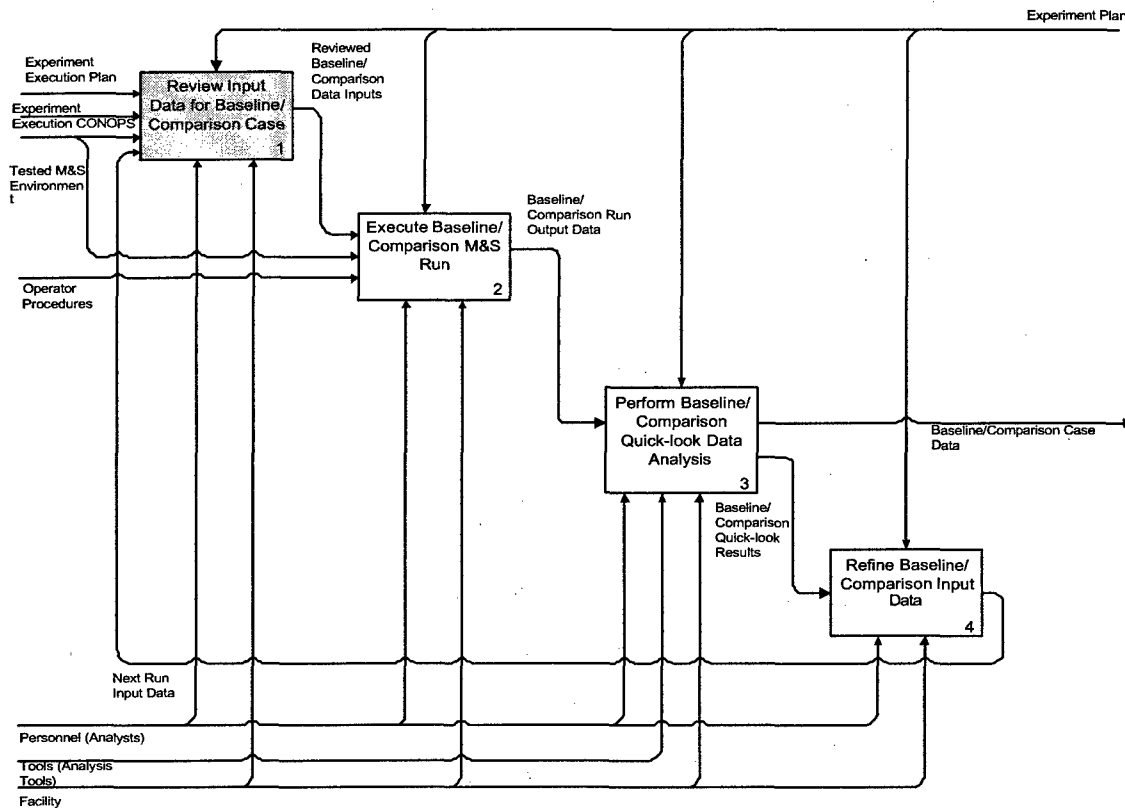 Experiment Plan
Experiment
Execution Plan
Experiment
Execution CONOPS
Tested M&S
Environmen
t
Review Input
Data for Baseline/
Comparison Case
1
Reviewed
Baseline/
Comparison
Data Inputs
Operator
Procedures
Execute Baseline/
Comparison M&S
Run
2
Baseline/
Comparison Run
Output Data
Perform Baseline/
Comparison
Quick-look Data
Analysis
3
Baseline/Comparison Case
Data
Baseline/
Comparison
Quick-look
Results
Refine Baseline/
Comparison Input
Data
4
Next Run
Input Data
Personnel (Analysts)
Tools (Analysis
Tools)
Facility